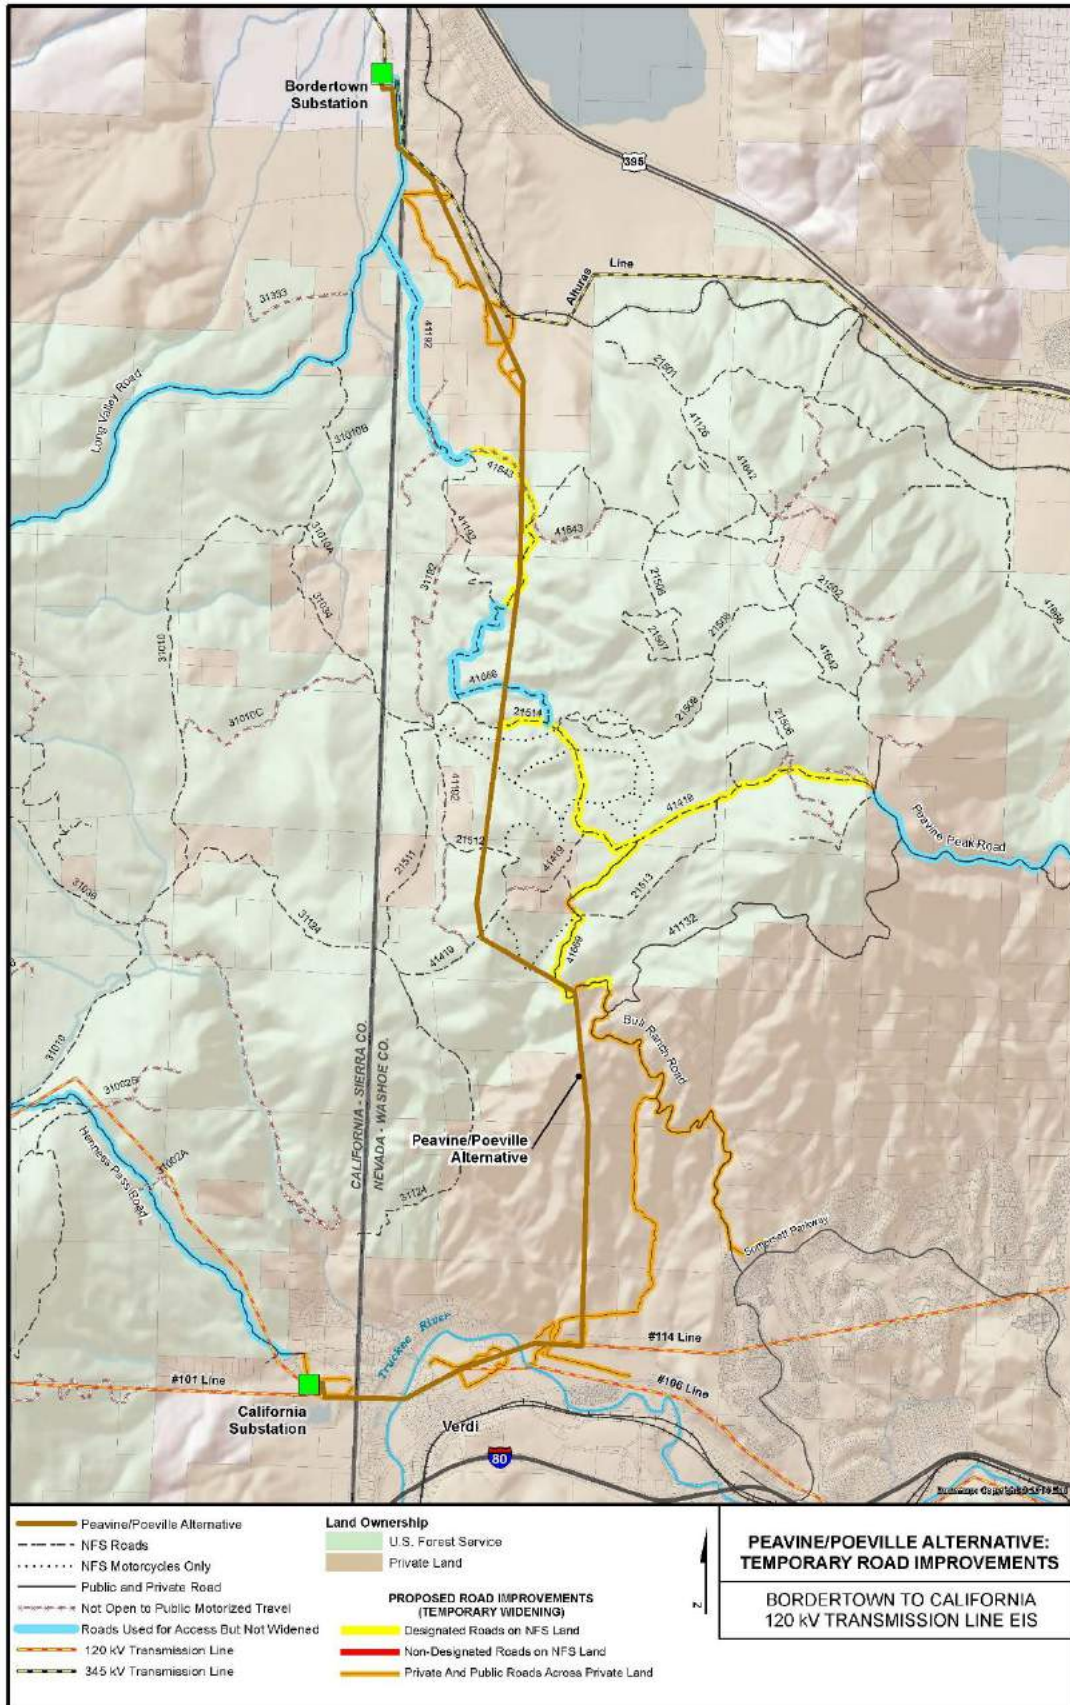 Bordertown
Substation
395
Alturas
Line
31333
41192
Long Valley Road
21501
41126
31010B
41642
41643
41192
41643
31010A
31192
21502
31034
21508
41666
31010
21507
21508
41642
41066
31010C
21514
21508
21506
41192
41419
Peavine Peak Road
21512
21511
41419
21513
3103B
31124
41132
41419
41669
CALIFORNIA - SIERRA CO.
NEVADA - WASHOE CO.
Bull Ranch Road
31010
31002B
Henness Pass Road
Peavine/Poeville
Alternative
31002A
31124
Somersett Parkway
Truckee River
#114 Line
#101 Line
#106 Line
California
Substation
Verdi
80
Peavine/Poeville Alternative
NFS Roads
NFS Motorcycles Only
Public and Private Road
Not Open to Public Motorized Travel
Roads Used for Access But Not Widened
120 kV Transmission Line
345 kV Transmission Line
Land Ownership
U.S. Forest Service
Private Land
PROPOSED ROAD IMPROVEMENTS
(TEMPORARY WIDENING)
Designated Roads on NFS Land
Non-Designated Roads on NFS Land
Private And Public Roads Across Private Land
N
PEAVINE/POEVILLE ALTERNATIVE:
TEMPORARY ROAD IMPROVEMENTS
BORDERTOWN TO CALIFORNIA
120 kV TRANSMISSION LINE EIS